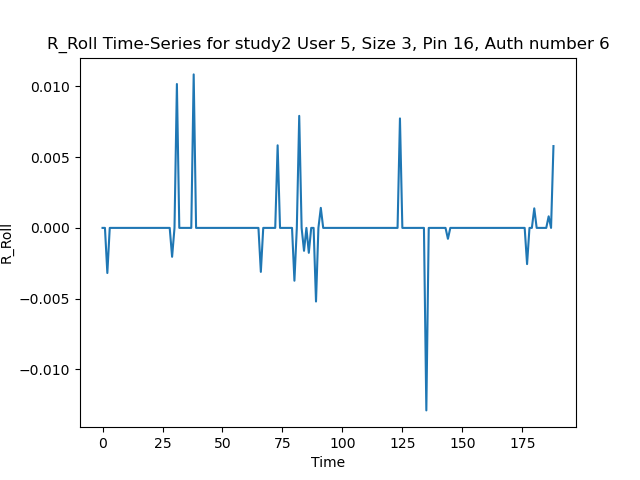 R_Roll Time-Series for study2 User 5, Size 3, Pin 16, Auth number 6
0.010
0.005
0.000
−0.005
−0.010
R_Roll
0 25 50 75 100 125 150 175
Time